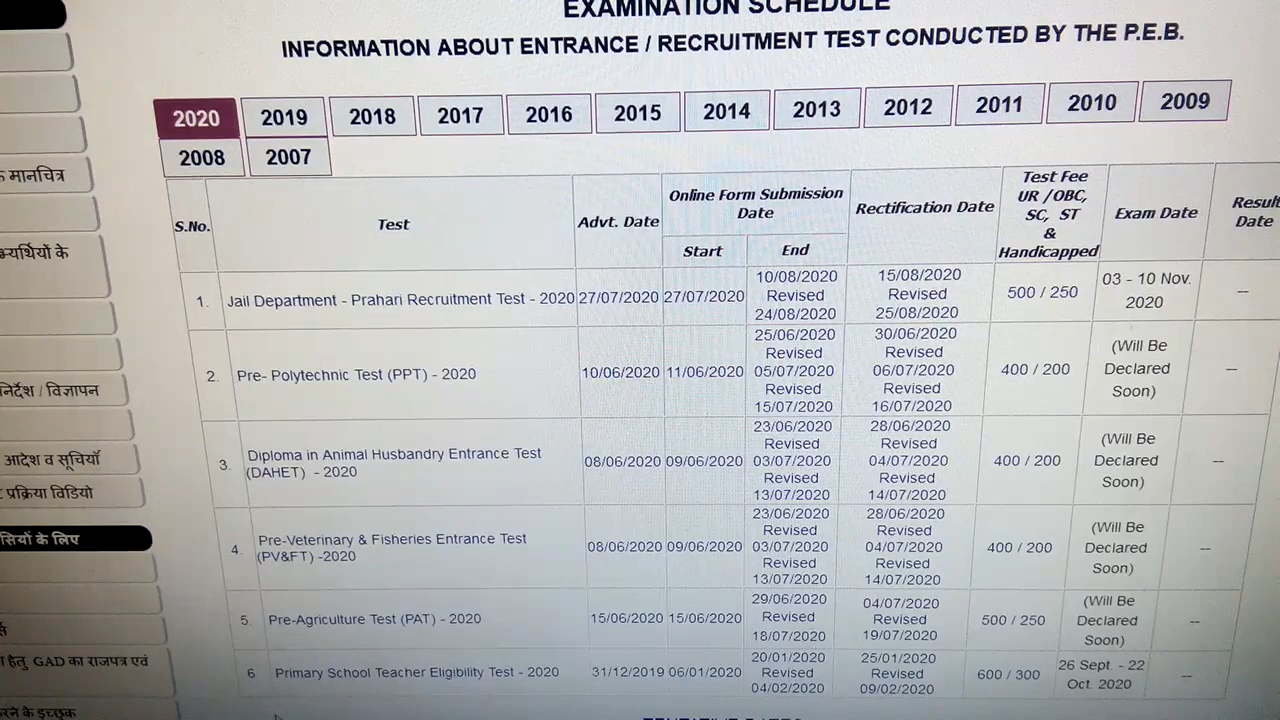 EXAMINATION SCHEDULE
INFORMATION ABOUT ENTRANCE / RECRUITMENT TEST CONDUCTED BY THE P.E.B.
2020 2019 2018 2017 2016 2015 2014 2013 2012 2011 2010 2009
2008 2007
S.No. Test Advt. Date Online Form Submission Date Rectification Date Test Fee UR /OBC, SC, ST & Handicapped Exam Date Result Date
Start End
1. Jail Department - Prahari Recruitment Test - 2020 27/07/2020 27/07/2020 10/08/2020 Revised 24/08/2020 15/08/2020 Revised 25/08/2020 500 / 250 03 - 10 Nov. 2020 --
2. Pre- Polytechnic Test (PPT) - 2020 10/06/2020 11/06/2020 25/06/2020 Revised 05/07/2020 Revised 15/07/2020 30/06/2020 Revised 06/07/2020 Revised 16/07/2020 400 / 200 (Will Be Declared Soon) --
3. Diploma in Animal Husbandry Entrance Test (DAHET) - 2020 08/06/2020 09/06/2020 23/06/2020 Revised 03/07/2020 Revised 13/07/2020 28/06/2020 Revised 04/07/2020 Revised 14/07/2020 400 / 200 (Will Be Declared Soon) --
4. Pre-Veterinary & Fisheries Entrance Test (PV&FT) -2020 08/06/2020 09/06/2020 23/06/2020 Revised 03/07/2020 Revised 13/07/2020 28/06/2020 Revised 04/07/2020 Revised 14/07/2020 400 / 200 (Will Be Declared Soon) --
5. Pre-Agriculture Test (PAT) - 2020 15/06/2020 15/06/2020 29/06/2020 Revised 18/07/2020 04/07/2020 Revised 19/07/2020 500 / 250 (Will Be Declared Soon) --
6 Primary School Teacher Eligibility Test - 2020 31/12/2019 06/01/2020 20/01/2020 Revised 04/02/2020 25/01/2020 Revised 09/02/2020 600 / 300 26 Sept. - 22 Oct. 2020 --
मानचित्र
के
निर्देश / विज्ञापन
आदेश व सूचियाँ
प्रक्रिया विडियो
के लिए
हेतु GAD का राजपत्र एवं
के इच्छुक